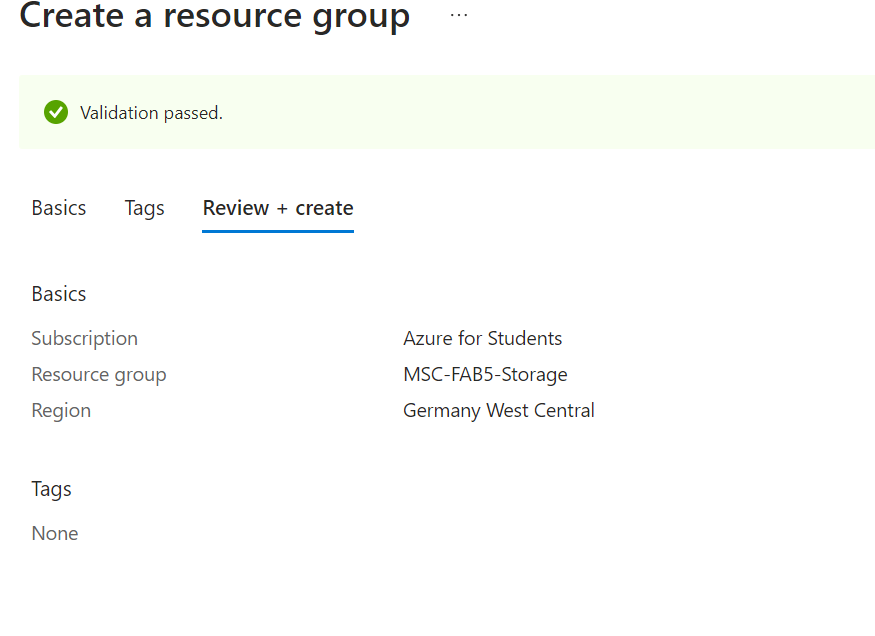 Create a resource group ...
Validation passed.
Basics Tags Review + create
Basics
Subscription Azure for Students
Resource group MSC-FAB5-Storage
Region Germany West Central
Tags
None